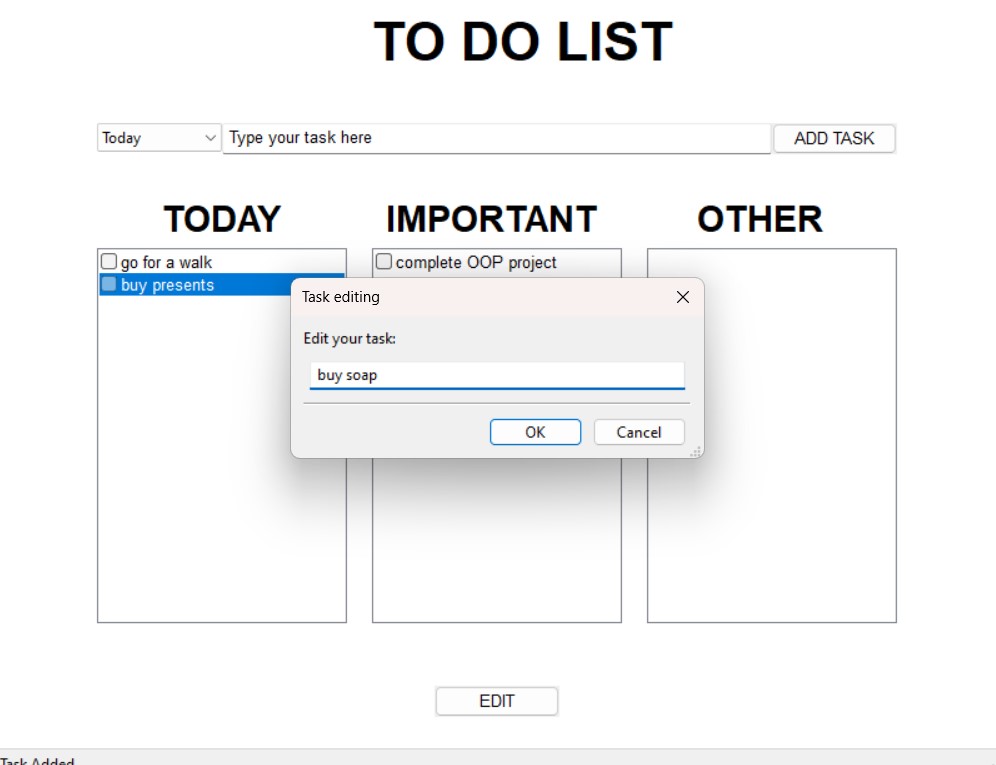 TO DO LIST
Today
Type your task here
ADD TASK
TODAY
IMPORTANT
OTHER
go for a walk
buy presents
complete OOP project
Task editing
Edit your task:
buy soap
OK
Cancel
EDIT
Task Added